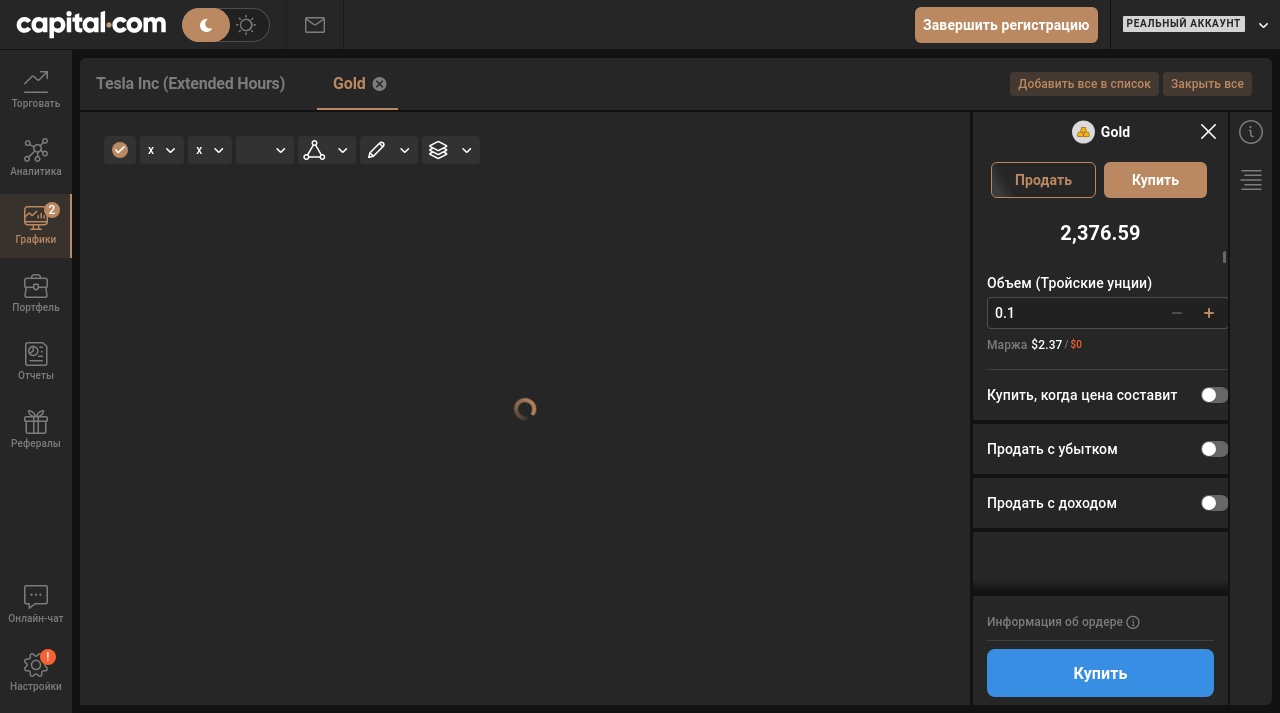 capital.com
Завершить регистрацию
РЕАЛЬНЫЙ АККАУНТ
Торговать
Аналитика
2
Графики
Портфель
Отчеты
Рефералы
Онлайн-чат
!
Настройки
Tesla Inc (Extended Hours)
Gold
Добавить все в список
Закрыть все
x
x
Gold
Продать
Купить
2,376.59
Объем (Тройские унции)
0.1
Маржа $2.37 / $0
Купить, когда цена составит
Продать с убытком
Продать с доходом
Информация об ордере
Купить